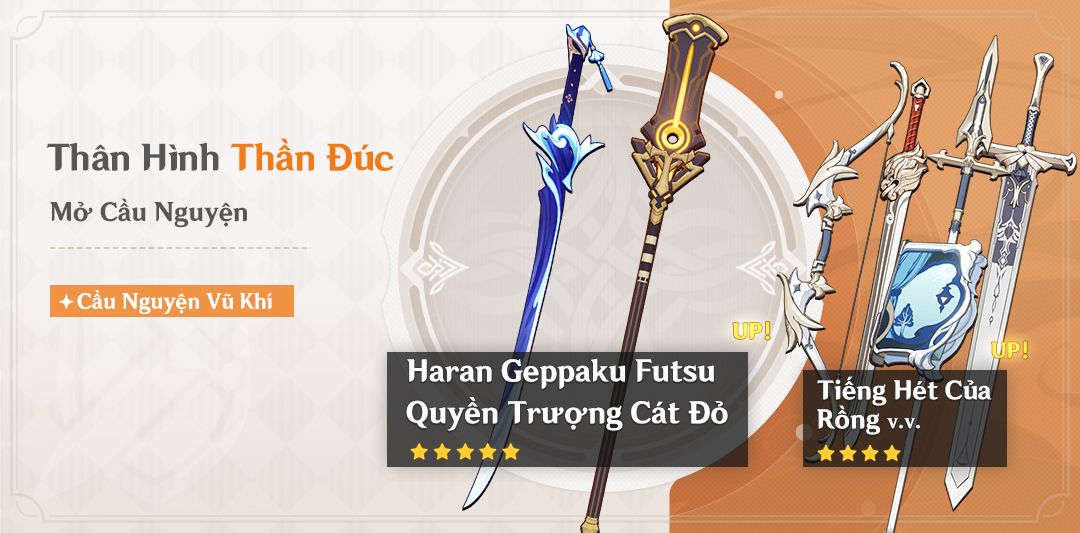 Thân Hình Thần Đúc
Mở Cầu Nguyện
Cầu Nguyện Vũ Khí
UP!
Haran Geppaku Futsu
Quyền Trượng Cát Đỏ
UP!
Tiếng Hét Của
Rồng v.v.